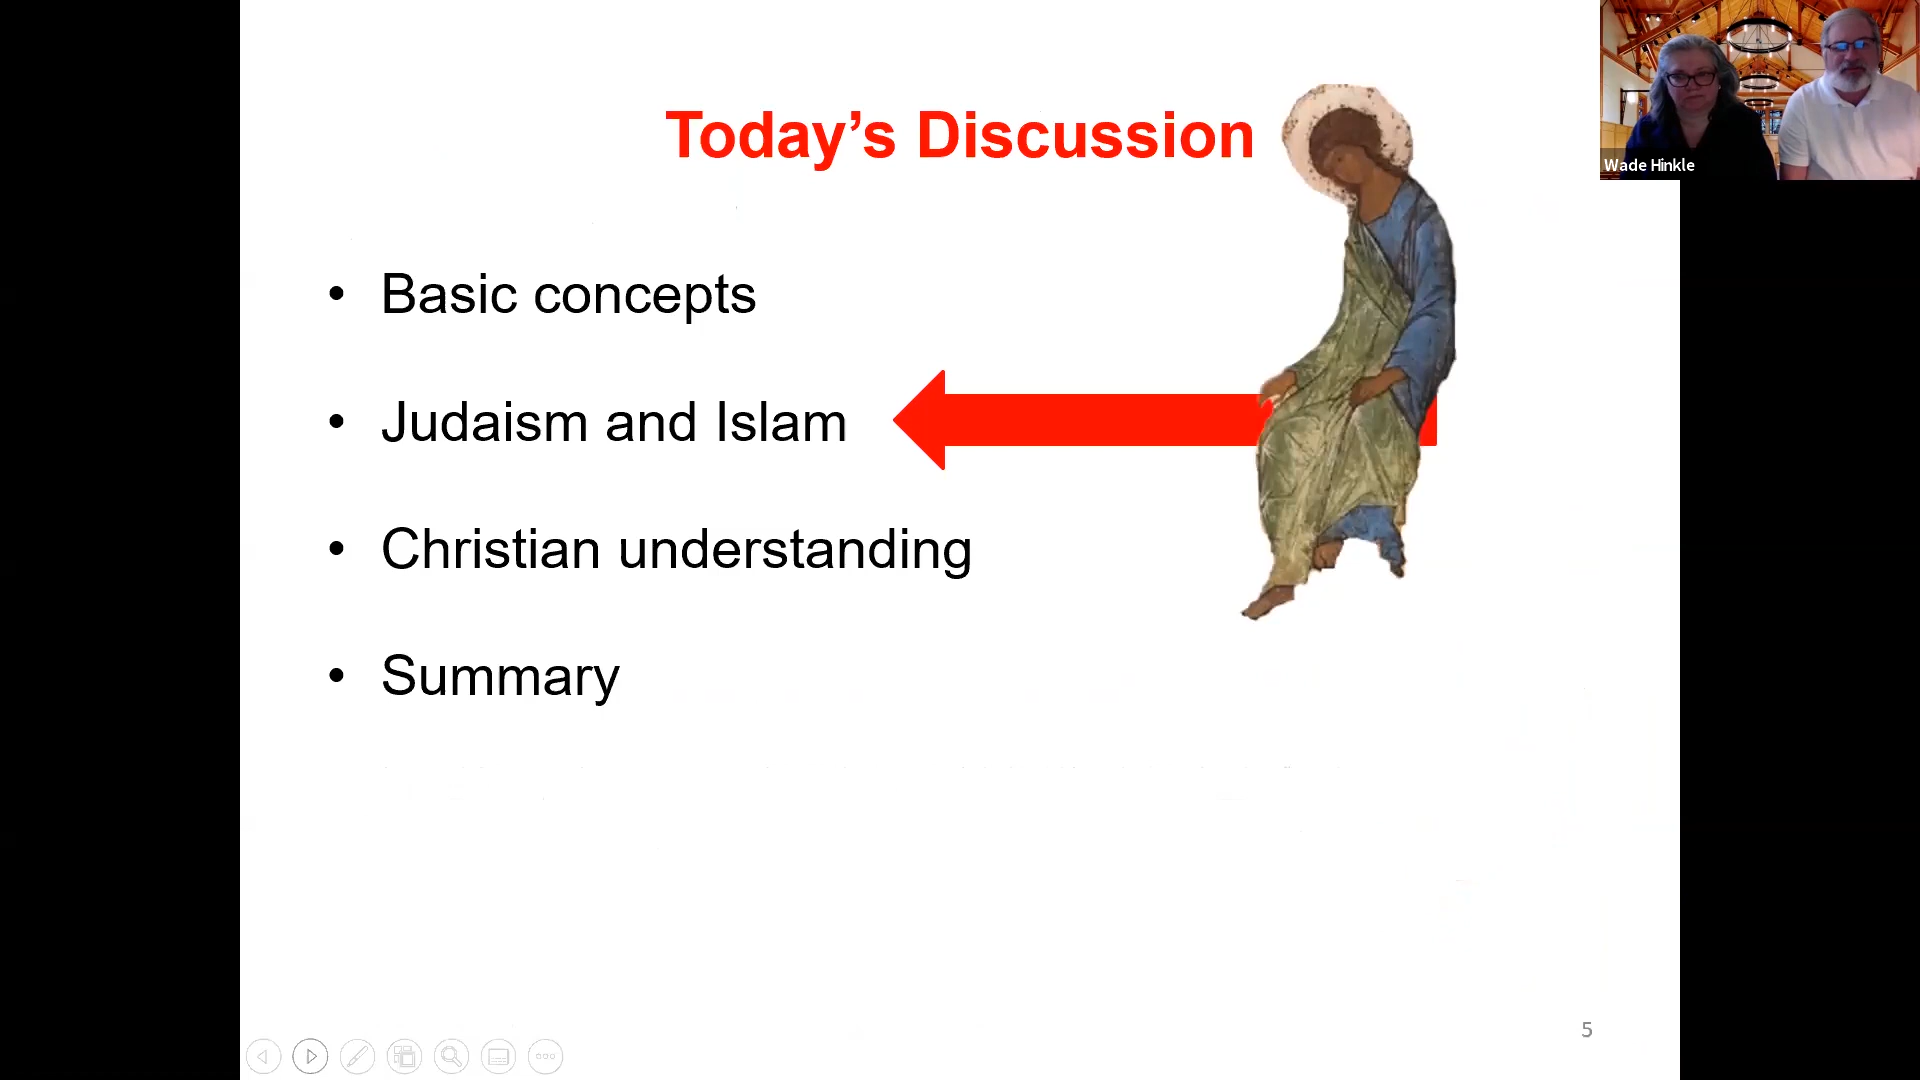 Today’s Discussion
• Basic concepts
• Judaism and Islam
• Christian understanding
• Summary
5
Wade Hinkle